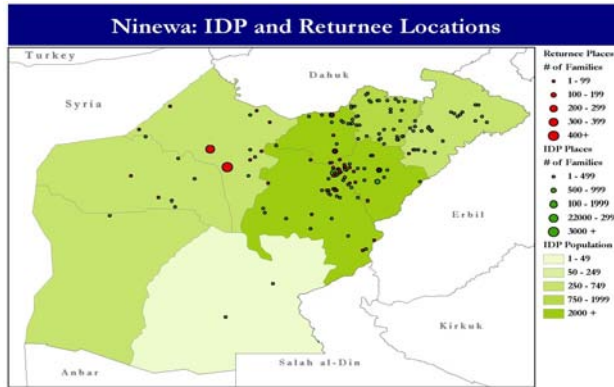 Ninewa: IDP and Returnee Locations
Turkey
Syria
Dahuk
Erbil
Kirkuk
Salah al-Din
Anbar
Returnee Places
# of Families
1 - 99
100 - 199
200 - 299
300 - 399
400+
IDP Places
# of Families
1 - 499
500 - 999
100 - 1999
22000 - 299
3000 +
IDP Population
1 - 49
50 - 249
250 - 749
750 - 1999
2000 +